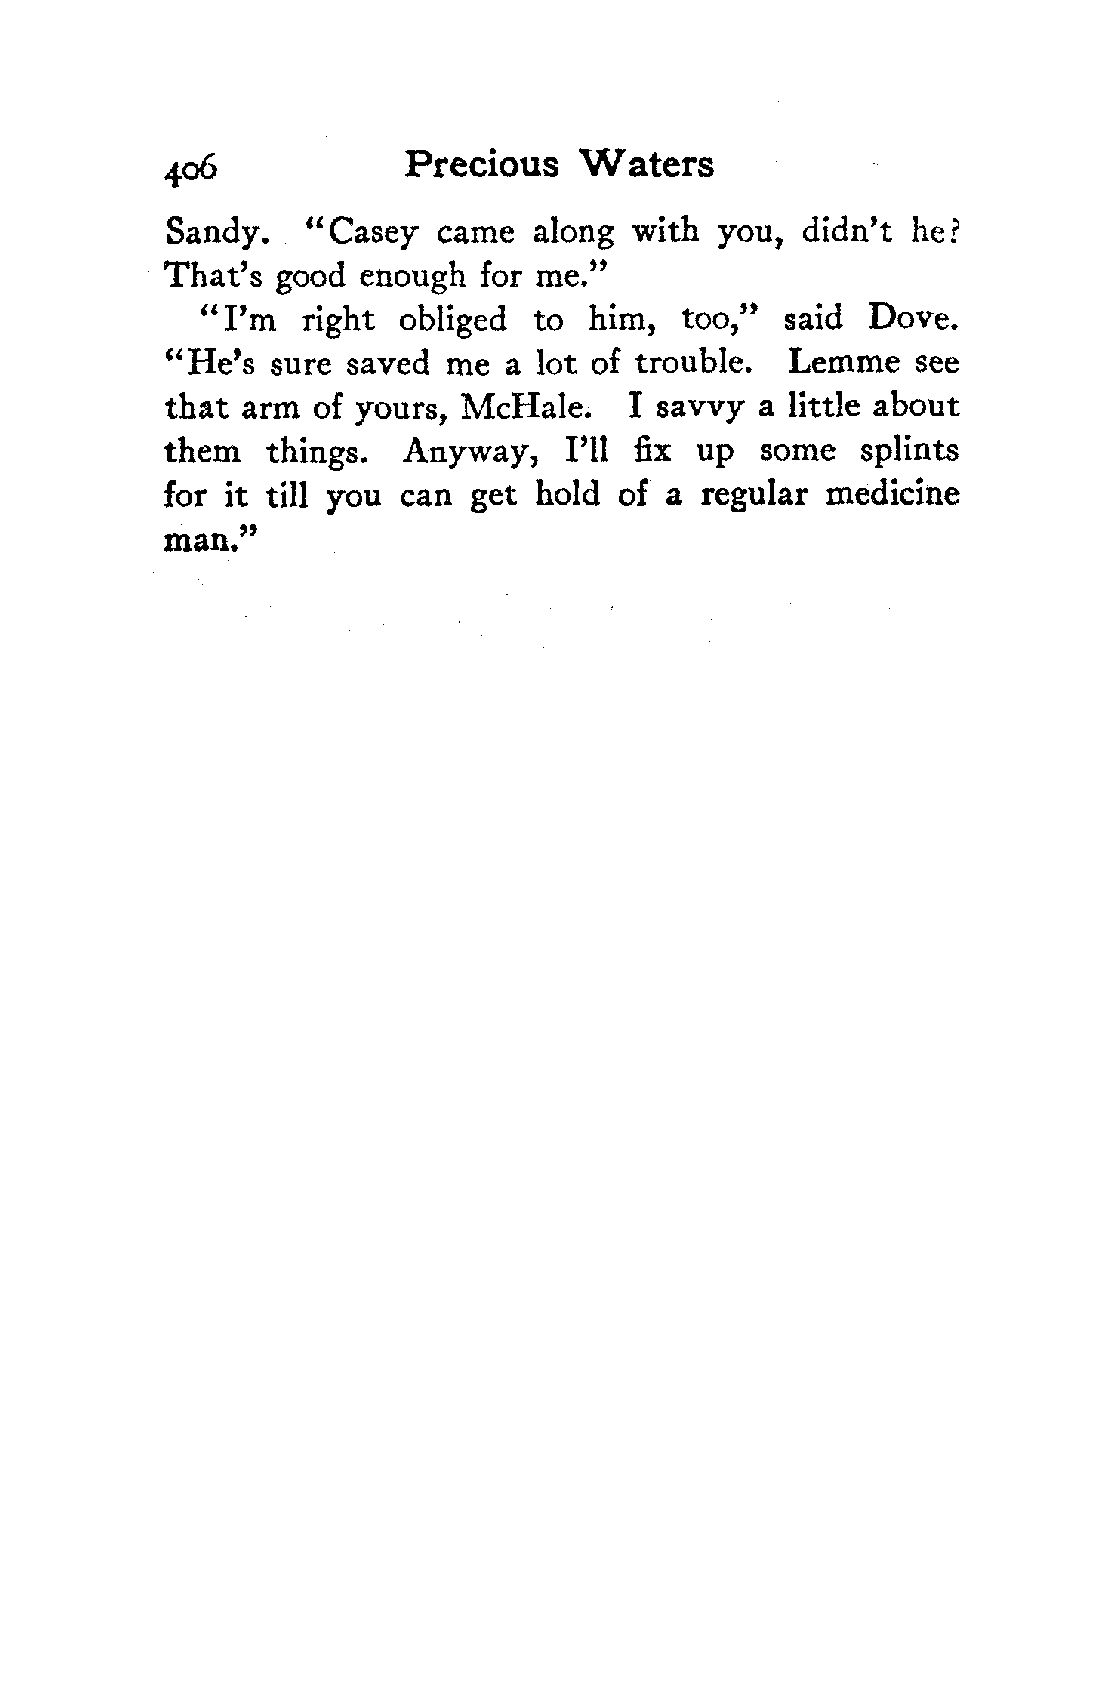 406 Precious Waters
Sandy. “Casey came along with you, didn’t he?
That’s good enough for me.”
“I’m right obliged to him, too,” said Dove.
“He’s sure saved me a lot of trouble. Lemme see
that arm of yours, McHale. I savvy a little about
them things. Anyway, I’ll fix up some splints
for it till you can get hold of a regular medicine
man.”